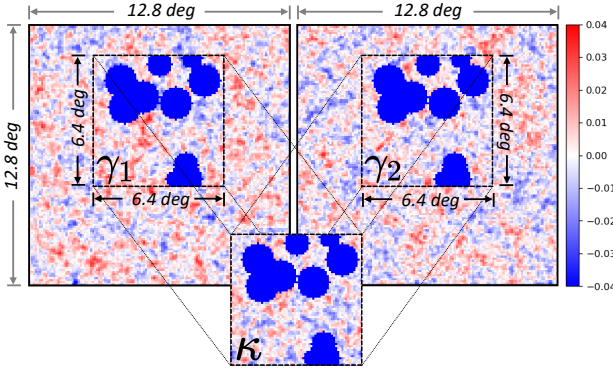 12.8 deg
12.8 deg
12.8 deg
6.4 deg
6.4 deg
γ1
γ2
6.4 deg
6.4 deg
κ
0.04
0.03
0.02
0.01
0.00
−0.01
−0.02
−0.03
−0.04